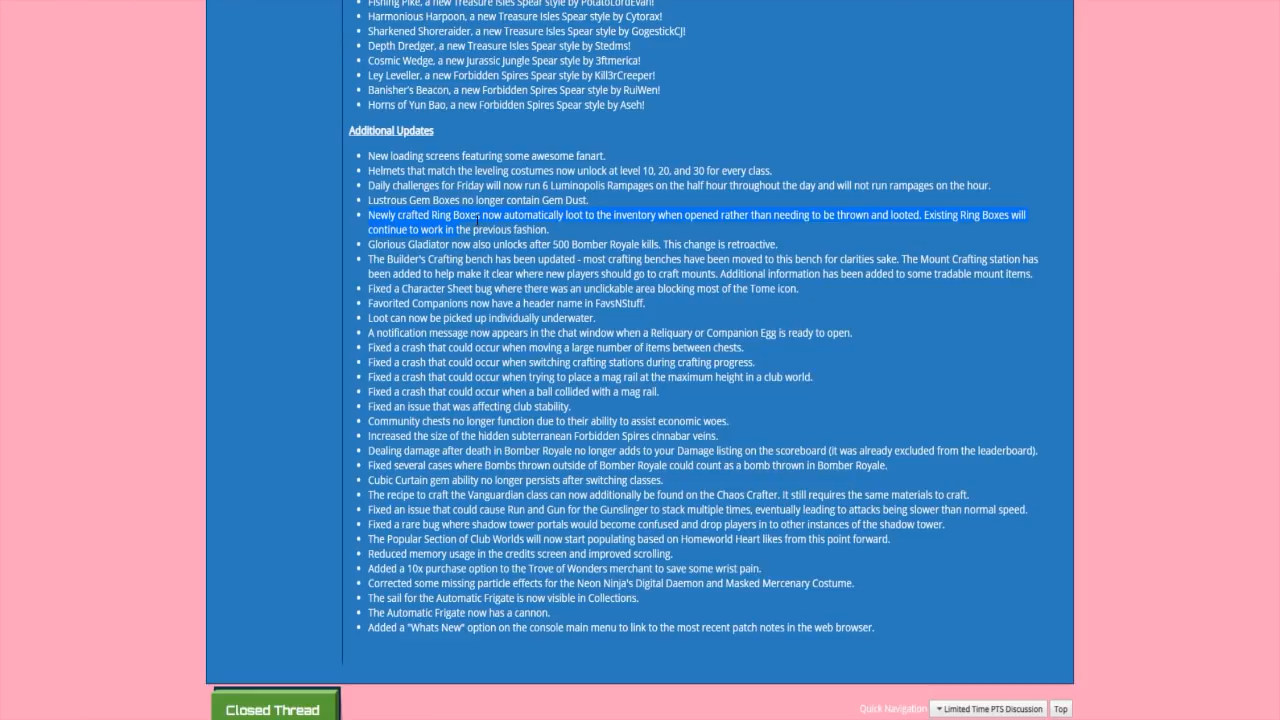 Fishing Pike, a new Treasure Isles Spear style by PotatoLordEvan!
Harmonious Harpoon, a new Treasure Isles Spear style by Cytorax!
Sharkened Shoreraider, a new Treasure Isles Spear style by GogestickCJ!
Depth Dredger, a new Treasure Isles Spear style by Stedms!
Cosmic Wedge, a new Jurassic Jungle Spear style by 3ftmerica!
Ley Leveller, a new Forbidden Spires Spear style by Kill3rCreeper!
Banisher's Beacon, a new Forbidden Spires Spear style by RuiWen!
Horns of Yun Bao, a new Forbidden Spires Spear style by Aseh!
Additional Updates
New loading screens featuring some awesome fanart.
Helmets that match the leveling costumes now unlock at level 10, 20, and 30 for every class.
Daily challenges for Friday will now run 6 Luminopolis Rampages on the half hour throughout the day and will not run rampages on the hour.
Lustrous Gem Boxes no longer contain Gem Dust.
Newly crafted Ring Boxes now automatically loot to the inventory when opened rather than needing to be thrown and looted. Existing Ring Boxes will
continue to work in the previous fashion.
Glorious Gladiator now also unlocks after 500 Bomber Royale kills. This change is retroactive.
The Builder's Crafting bench has been updated - most crafting benches have been moved to this bench for clarities sake. The Mount Crafting station has
been added to help make it clear where new players should go to craft mounts. Additional information has been added to some tradable mount items.
Fixed a Character Sheet bug where there was an unclickable area blocking most of the Tome icon.
Favorited Companions now have a header name in FavsNStuff.
Loot can now be picked up individually underwater.
A notification message now appears in the chat window when a Reliquary or Companion Egg is ready to open.
Fixed a crash that could occur when moving a large number of items between chests.
Fixed a crash that could occur when switching crafting stations during crafting progress.
Fixed a crash that could occur when trying to place a mag rail at the maximum height in a club world.
Fixed a crash that could occur when a ball collided with a mag rail.
Fixed an issue that was affecting club stability.
Community chests no longer function due to their ability to assist economic woes.
Increased the size of the hidden subterranean Forbidden Spires cinnabar veins.
Dealing damage after death in Bomber Royale no longer adds to your Damage listing on the scoreboard (it was already excluded from the leaderboard).
Fixed several cases where Bombs thrown outside of Bomber Royale could count as a bomb thrown in Bomber Royale.
Cubic Curtain gem ability no longer persists after switching classes.
The recipe to craft the Vanguardian class can now additionally be found on the Chaos Crafter. It still requires the same materials to craft.
Fixed an issue that could cause Run and Gun for the Gunslinger to stack multiple times, eventually leading to attacks being slower than normal speed.
Fixed a rare bug where shadow tower portals would become confused and drop players in to other instances of the shadow tower.
The Popular Section of Club Worlds will now start populating based on Homeworld Heart likes from this point forward.
Reduced memory usage in the credits screen and improved scrolling.
Added a 10x purchase option to the Trove of Wonders merchant to save some wrist pain.
Corrected some missing particle effects for the Neon Ninja's Digital Daemon and Masked Mercenary Costume.
The sail for the Automatic Frigate is now visible in Collections.
The Automatic Frigate now has a cannon.
Added a "Whats New" option on the console main menu to link to the most recent patch notes in the web browser.
Closed Thread
Quick Navigation
Limited Time PTS Discussion
Top